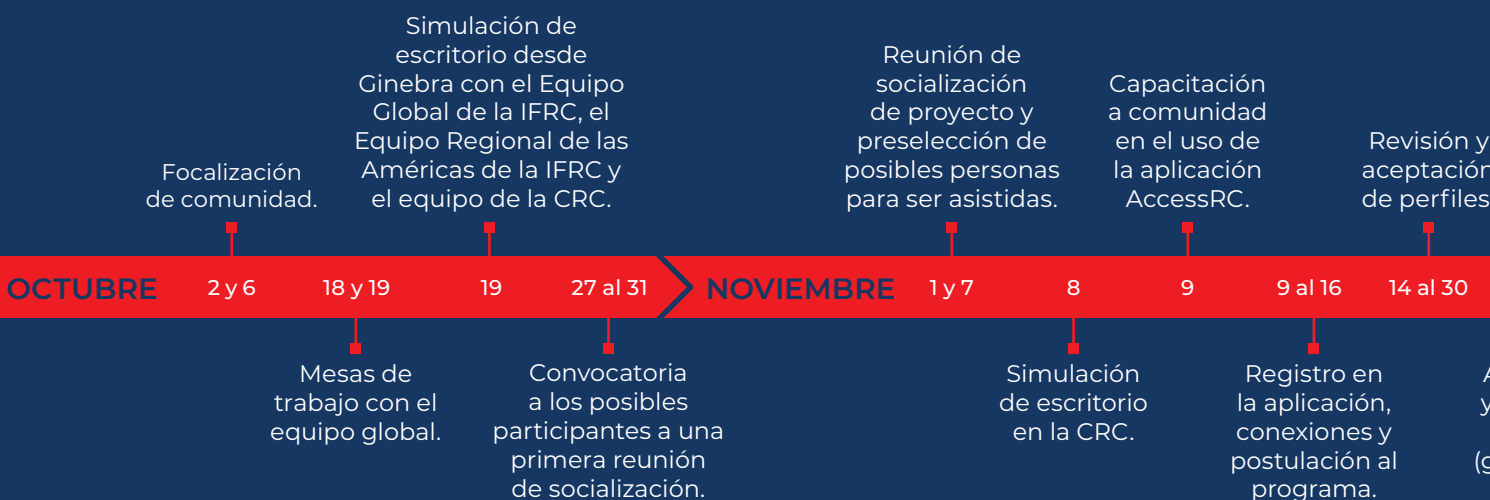 Simulación de
escritorio desde
Ginebra con el Equipo
Global de la IFRC, el
Equipo Regional de las
Américas de la IFRC y
el equipo de la CRC.
Reunión de
socialización
de proyecto y
preselección de
posibles personas
para ser asistidas.
Capacitación
a comunidad
en el uso de
la aplicación
AccessRC.
Focalización
de comunidad.
Revisión y
aceptación
de perfiles
OCTUBRE 2 y 6 18 y 19 19 27 al 31 NOVIEMBRE 1 y 7 8 9 9 al 16 14 al 30
Mesas de
trabajo con el
equipo global.
Convocatoria
a los posibles
participantes a una
primera reunión
de socialización.
Simulación
de escritorio
en la CRC.
Registro en
la aplicación,
conexiones y
postulación al
programa.